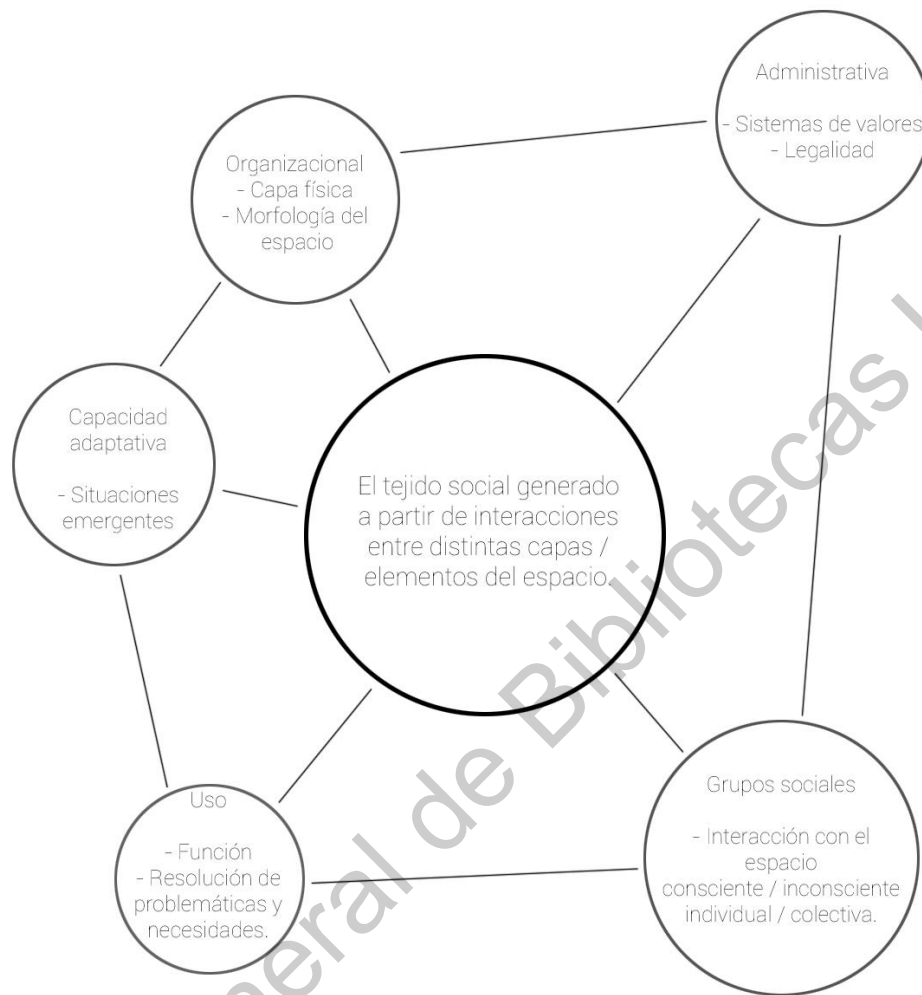 Administrativa
- Sistemas de valores
- Legalidad
Organizacional
- Capa física
- Morfología del
espacio
Capacidad
adaptativa
- Situaciones
emergentes
El tejido social generado
a partir de interacciones
entre distintas capas /
elementos del espacio.
Uso
- Función
- Resolución de
problemáticas y
necesidades.
Grupos sociales
- Interacción con el
espacio
consciente / inconsciente
individual / colectiva.
de Bibliotecas